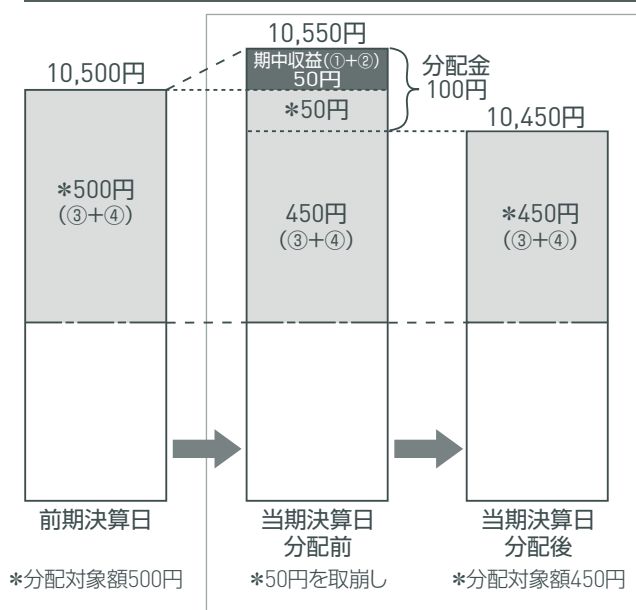 10,500円
＊500円
(③+④)
前期決算日
＊分配対象額500円
10,550円
期中収益(①+②)
50円
＊50円
分配金
100円
450円
(③+④)
当期決算日
分配前
＊50円を取崩し
10,450円
＊450円
(③+④)
当期決算日
分配後
＊分配対象額450円